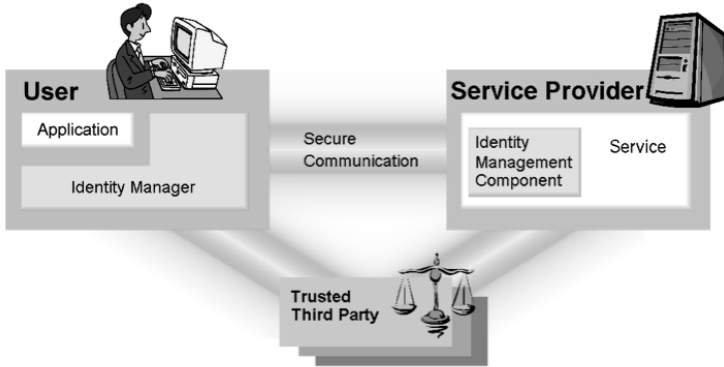 User
Application
Identity Manager
Secure
Communication
Service Provider
Identity
Management
Component
Service
Trusted
Third Party